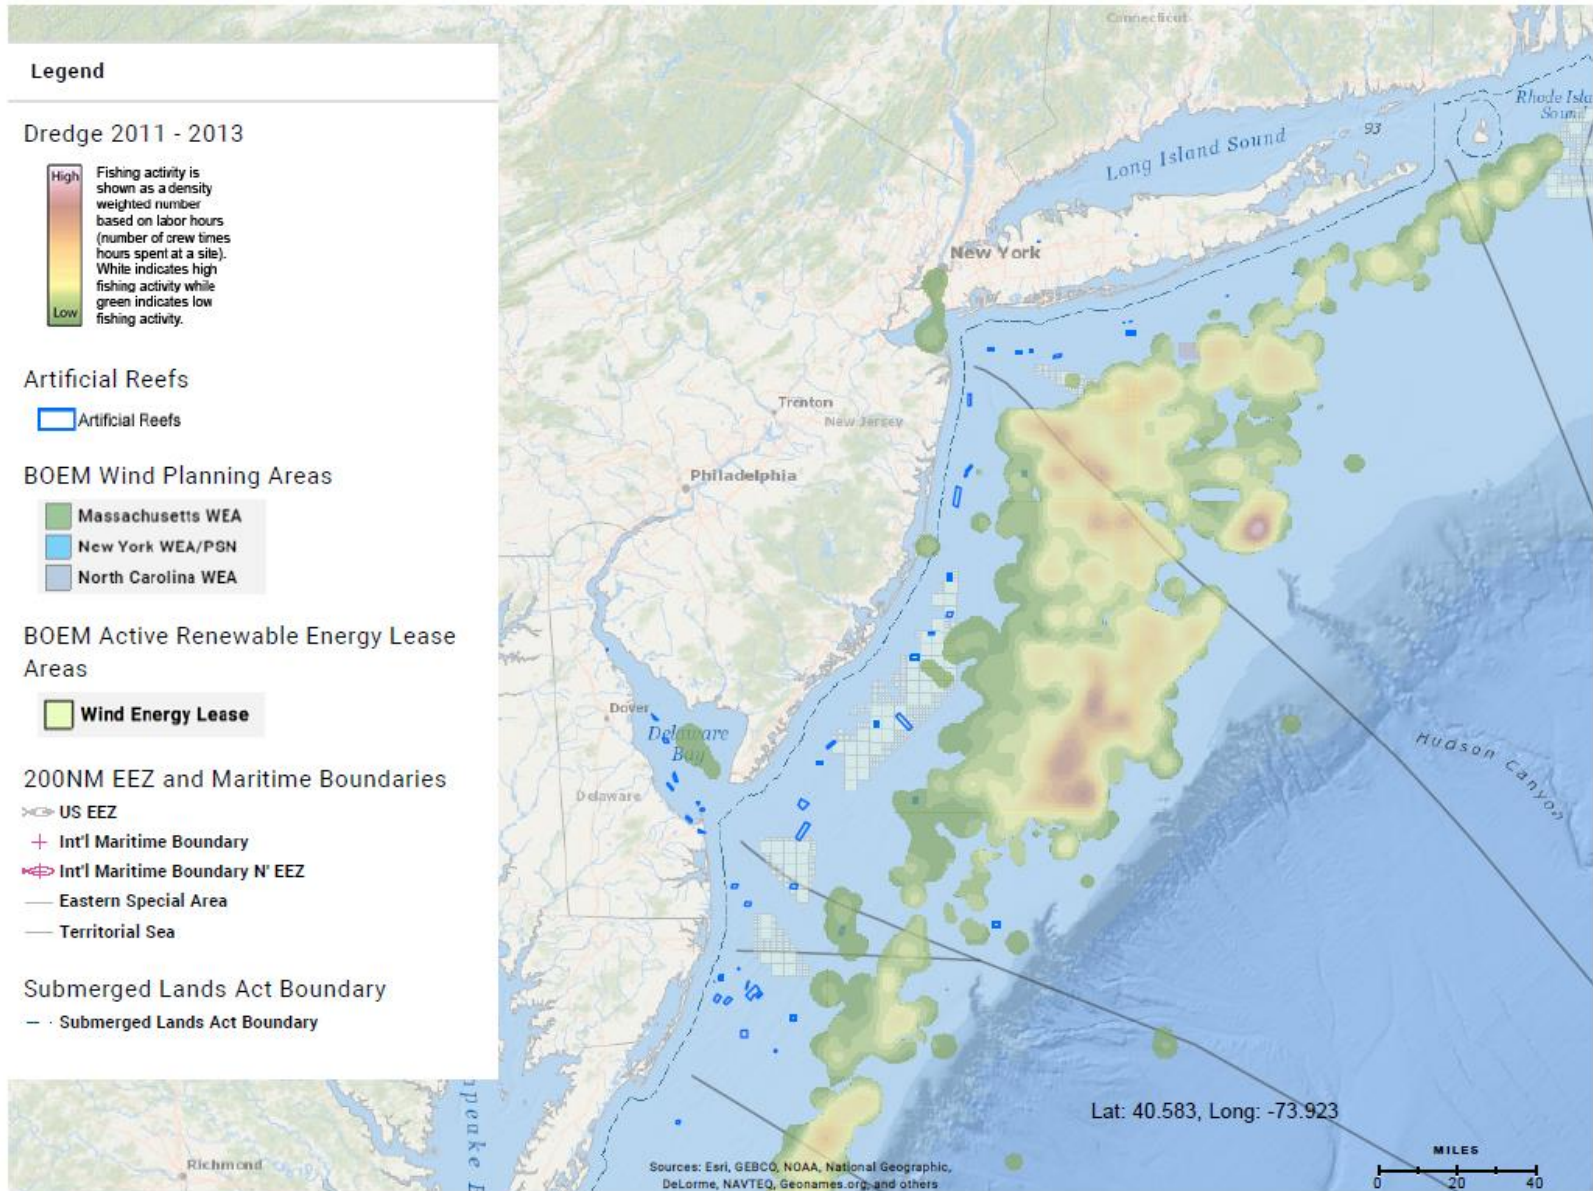 Legend
Dredge 2011 - 2013
High
Low
Fishing activity is
shown as a density
weighted number
based on labor hours
(number of crew times
hours spent at a site).
White indicates high
fishing activity while
green indicates low
fishing activity.
Artificial Reefs
Artificial Reefs
BOEM Wind Planning Areas
Massachusetts WEA
New York WEA/PSN
North Carolina WEA
BOEM Active Renewable Energy Lease
Areas
Wind Energy Lease
200NM EEZ and Maritime Boundaries
US EEZ
Int'l Maritime Boundary
Int'l Maritime Boundary N' EEZ
Eastern Special Area
Territorial Sea
Submerged Lands Act Boundary
Submerged Lands Act Boundary
Connecticut
Rhode Isla
Sound
93
Long Island Sound
New York
Trenton
New Jersey
Philadelphia
Dover
Delaware
Bay
Delaware
Hudson Canyon
Richmond
Lat: 40.583, Long: -73.923
MILES
0 20 40
Sources: Esri, GEBCO, NOAA, National Geographic,
DeLorme, NAVTEQ, Geonames.org, and others